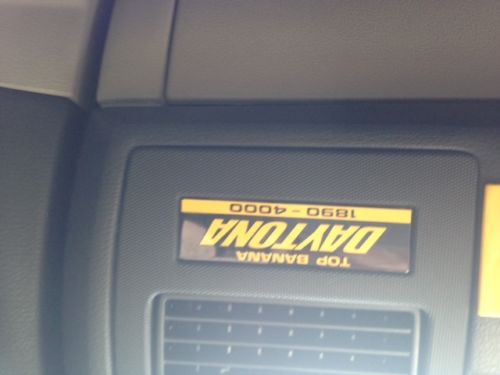 TOP BANANA
DAYTONA
1890 - 4000